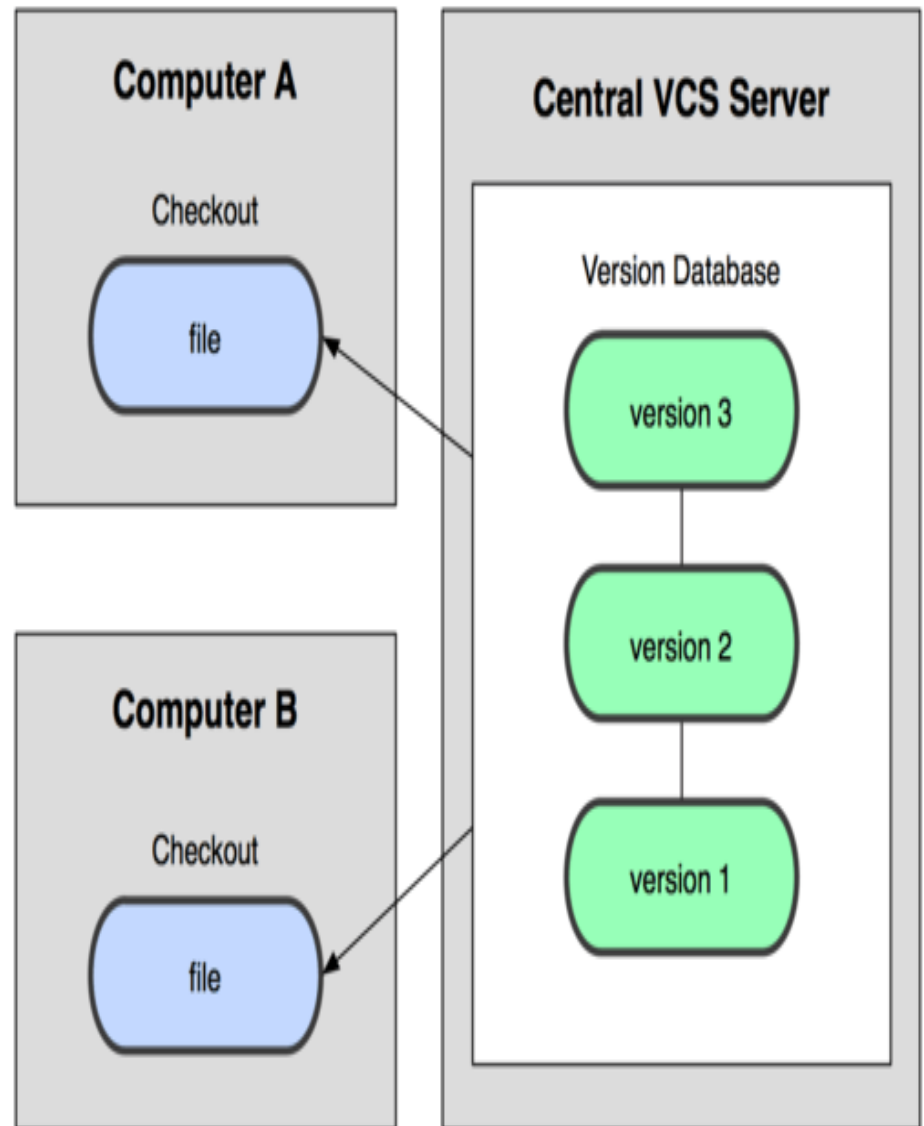 Computer A
Checkout
file
Computer B
Checkout
file
Central VCS Server
Version Database
version 3
version 2
version 1